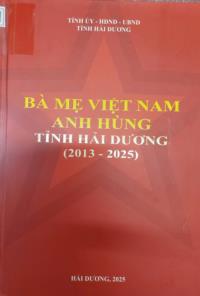 TỈNH ỦY - HĐND - UBND
TỈNH HẢI DƯƠNG
BÀ MẸ VIỆT NAM
ANH HÙNG
TỈNH HẢI DƯƠNG
(2013 - 2025)
HẢI DƯƠNG, 2025